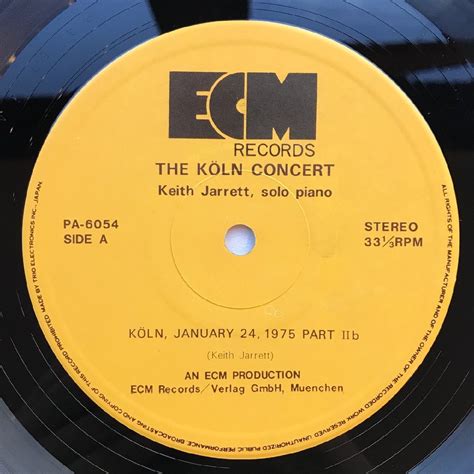 ECM
RECORDS
THE KÖLN CONCERT
Keith Jarrett, solo piano
PA-6054
SIDE A
STEREO
33⅓RPM
KÖLN, JANUARY 24, 1975 PART IIb
(Keith Jarrett)
AN ECM PRODUCTION
ECM Records/Verlag GmbH, Muenchen
ALL RIGHTS OF THE MANUFACTURER AND OF THE OWNER OF THE RECORDED WORK RESERVED UNAUTHORIZED PUBLIC PERFORMANCE BROADCASTING AND COPYING OF THIS RECORD PROHIBITED MADE BY TRIO ELECTRONICS INC.-JAPAN